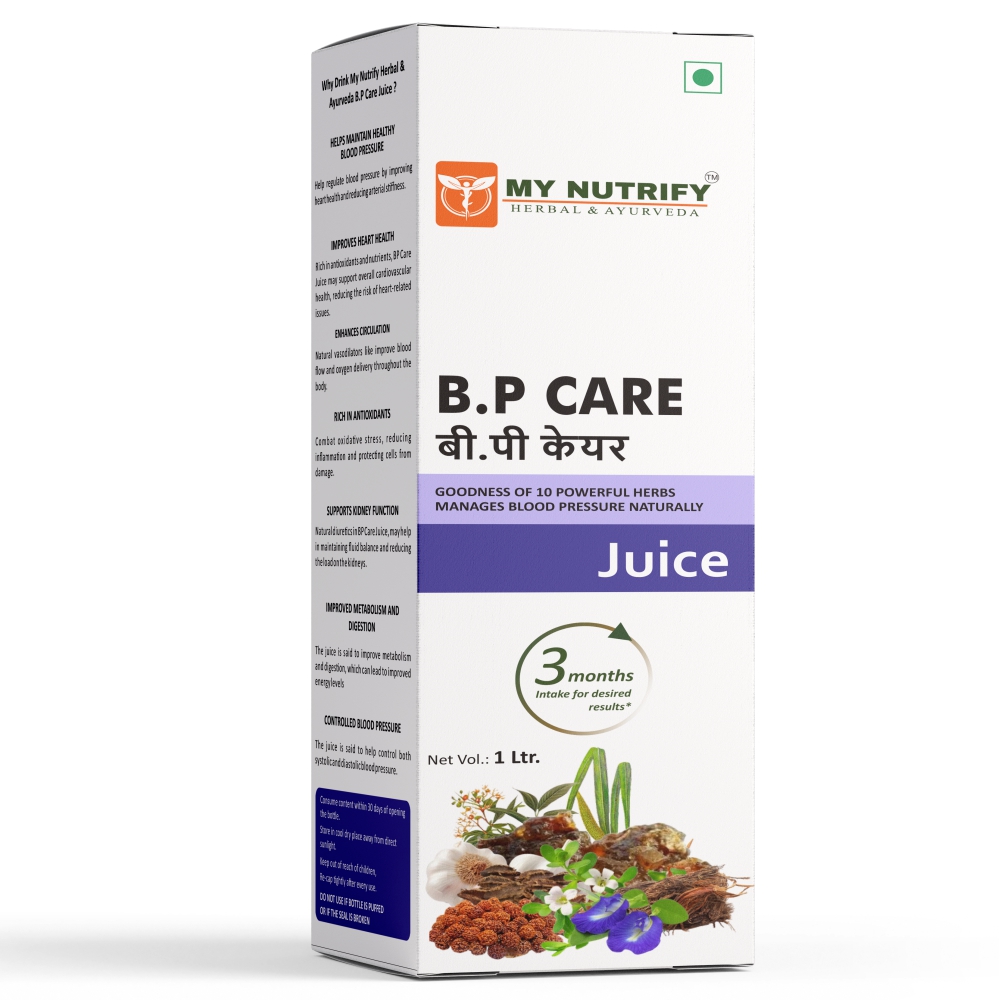 Why Drink My Nutrify Herbal &
Ayurveda B.P Care Juice ?
HELPS MAINTAIN HEALTHY
BLOOD PRESSURE
Help regulate blood pressure by improving
heart health and reducing arterial stiffness.
IMPROVES HEART HEALTH
Rich in antioxidants and nutrients, BP Care
Juice may support overall cardiovascular
health, reducing the risk of heart-related
issues.
ENHANCES CIRCULATION
Natural vasodilators like improve blood
flow and oxygen delivery throughout the
body.
RICH IN ANTIOXIDANTS
Combat oxidative stress, reducing
inflammation and protecting cells from
damage.
SUPPORTS KIDNEY FUNCTION
Natural diuretics in BP Care Juice, may help
in maintaining fluid balance and reducing
the load on the kidneys.
IMPROVED METABOLISM AND
DIGESTION
The juice is said to improve metabolism
and digestion, which can lead to improved
energy levels
CONTROLLED BLOOD PRESSURE
The juice is said to help control both
systolic and diastolic blood pressure.
Consume content within 30 days of opening
the bottle.
Store in cool dry place away from direct
sunlight.
Keep out of reach of children,
Re-cap tightly after every use.
DO NOT USE IF BOTTLE IS PUFFED
OR IF THE SEAL IS BROKEN
MY NUTRIFY TM
HERBAL & AYURVEDA
B.P CARE
बी.पी केयर
GOODNESS OF 10 POWERFUL HERBS
MANAGES BLOOD PRESSURE NATURALLY
Juice
3 months
Intake for desired
results*
Net Vol.: 1 Ltr.